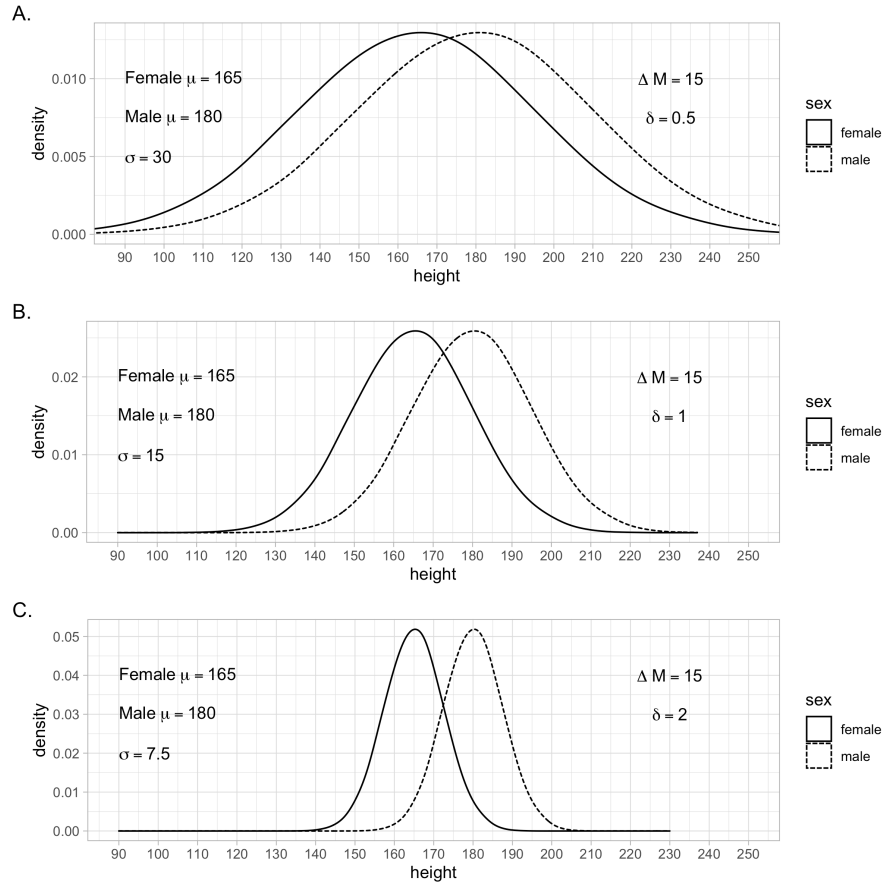 A.
density
0.010
0.005
0.000
Female μ = 165
Male μ = 180
σ = 30
Δ M = 15
δ = 0.5
sex
female
male
90 100 110 120 130 140 150 160 170 180 190 200 210 220 230 240 250
height
B.
density
0.02
0.01
0.00
Female μ = 165
Male μ = 180
σ = 15
Δ M = 15
δ = 1
sex
female
male
90 100 110 120 130 140 150 160 170 180 190 200 210 220 230 240 250
height
C.
density
0.05
0.04
0.03
0.02
0.01
0.00
Female μ = 165
Male μ = 180
σ = 7.5
Δ M = 15
δ = 2
sex
female
male
90 100 110 120 130 140 150 160 170 180 190 200 210 220 230 240 250
height